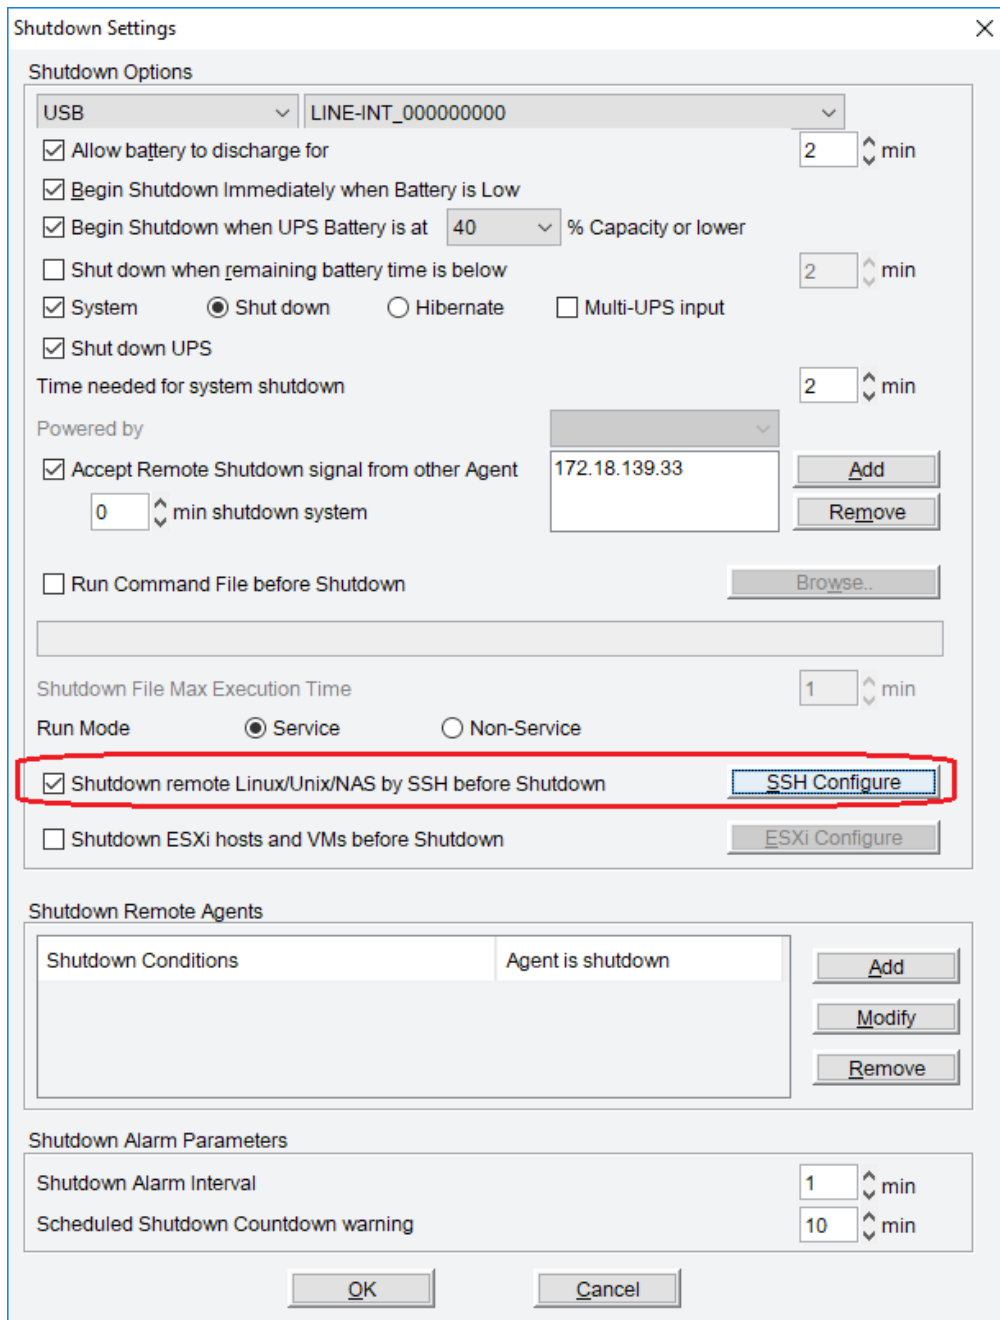 Shutdown Settings
Shutdown Options
USB LINE-INT_000000000
Allow battery to discharge for 2 min
Begin Shutdown Immediately when Battery is Low
Begin Shutdown when UPS Battery is at 40 % Capacity or lower
Shut down when remaining battery time is below 2 min
System Shut down Hibernate Multi-UPS input
Shut down UPS
Time needed for system shutdown 2 min
Powered by
Accept Remote Shutdown signal from other Agent 172.18.139.33 Add
0 min shutdown system Remove
Run Command File before Shutdown Browse..
Shutdown File Max Execution Time 1 min
Run Mode Service Non-Service
Shutdown remote Linux/Unix/NAS by SSH before Shutdown SSH Configure
Shutdown ESXi hosts and VMs before Shutdown ESXi Configure
Shutdown Remote Agents
Shutdown Conditions Agent is shutdown Add
Modify
Remove
Shutdown Alarm Parameters
Shutdown Alarm Interval 1 min
Scheduled Shutdown Countdown warning 10 min
OK Cancel